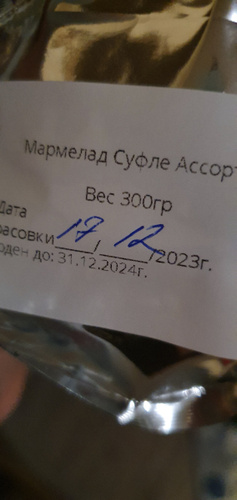 Мармелад Суфле Ассорт
Вес 300гр
Дата
расовки 17/ 12/2023г.
оден до: 31.12.2024г.